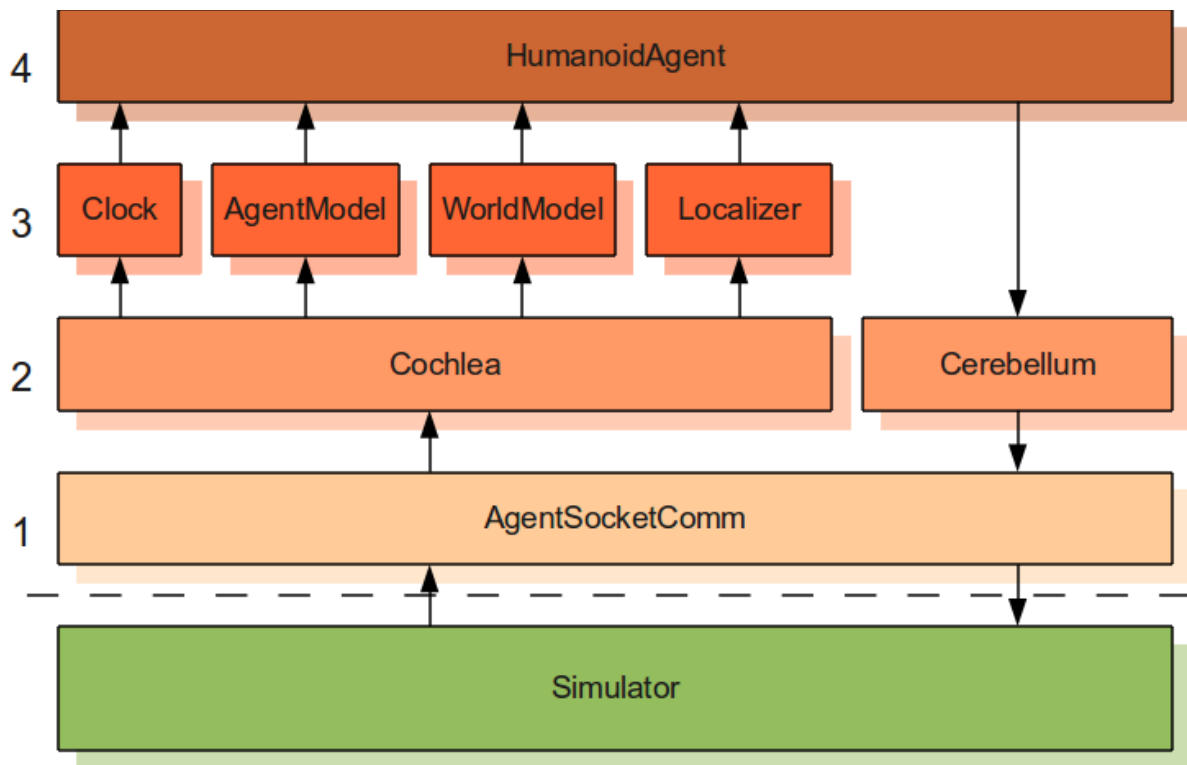 HumanoidAgent
4
Clock AgentModel WorldModel Localizer
3
Cochlea Cerebellum
2
AgentSocketComm
1
Simulator